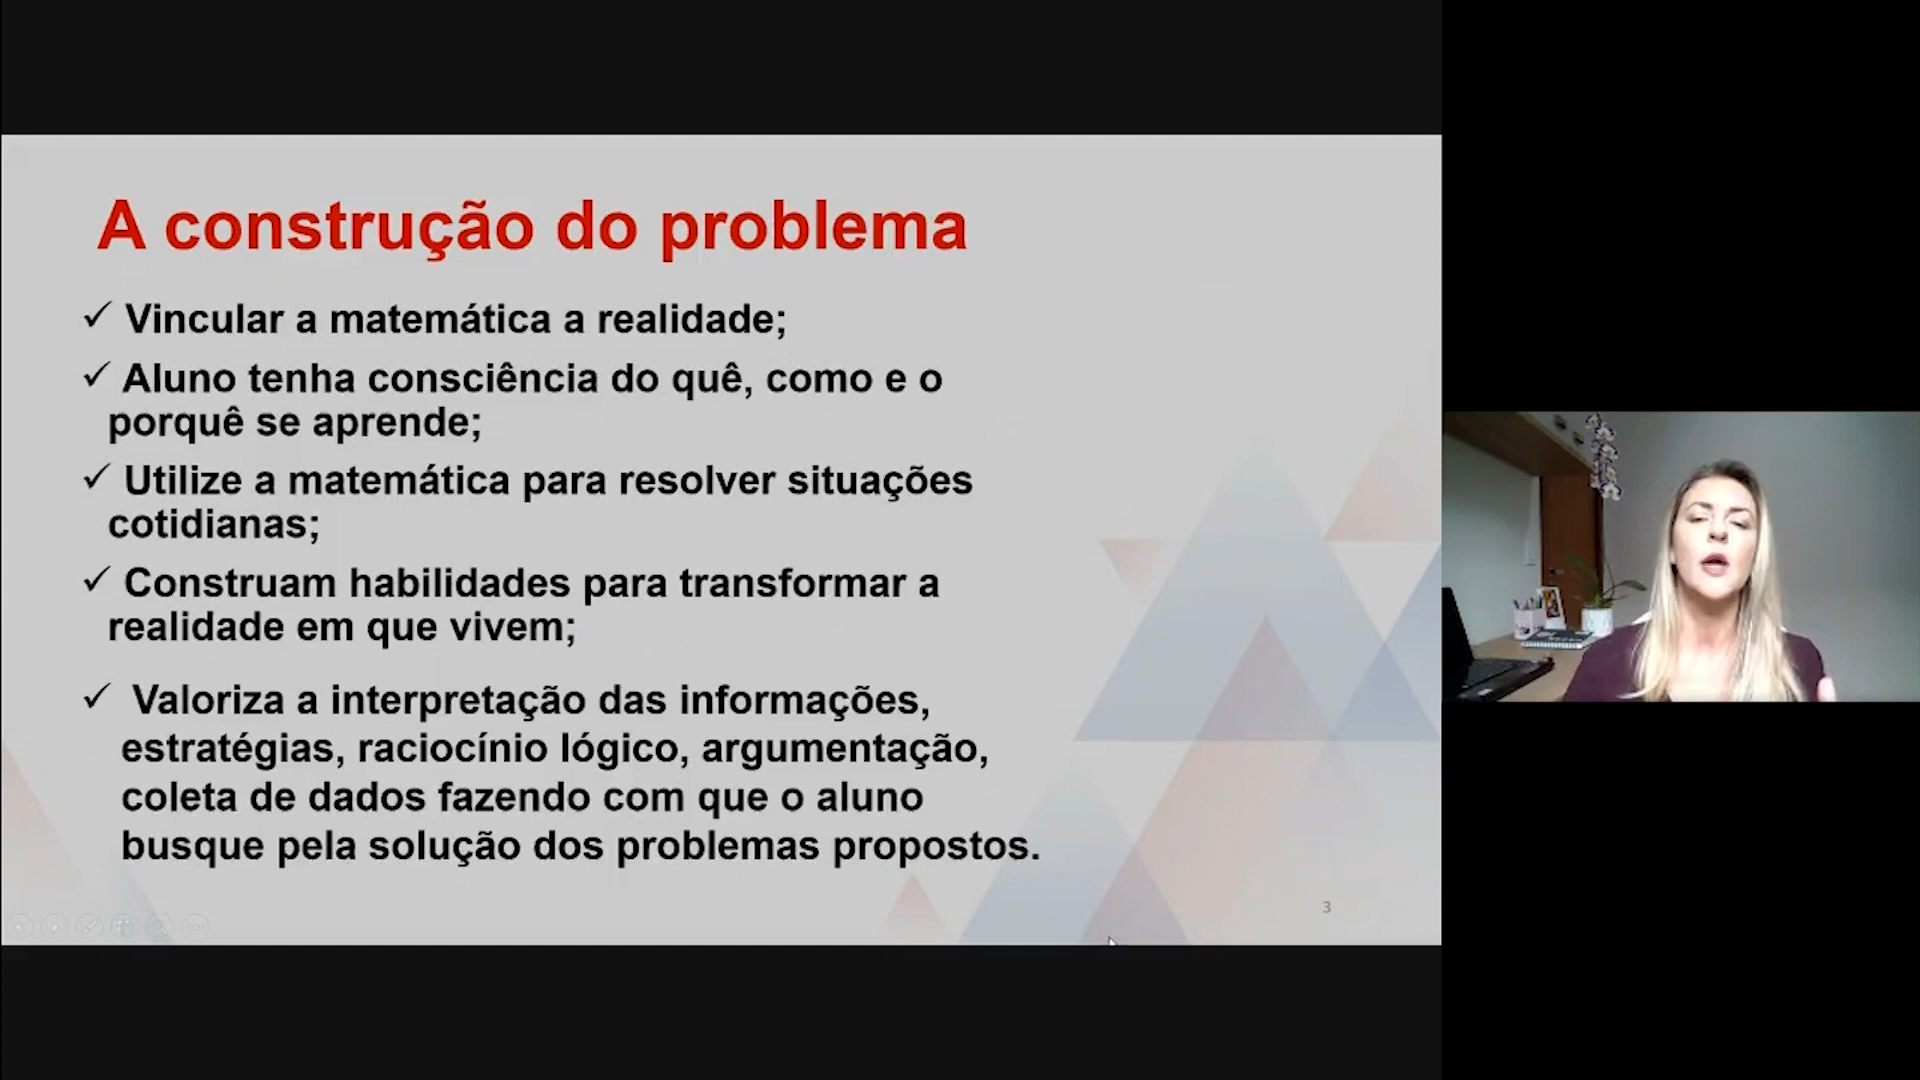 A construção do problema
✓ Vincular a matemática a realidade;
✓ Aluno tenha consciência do quê, como e o
porquê se aprende;
✓ Utilize a matemática para resolver situações
cotidianas;
✓ Construam habilidades para transformar a
realidade em que vivem;
✓ Valoriza a interpretação das informações,
estratégias, raciocínio lógico, argumentação,
coleta de dados fazendo com que o aluno
busque pela solução dos problemas propostos.
3